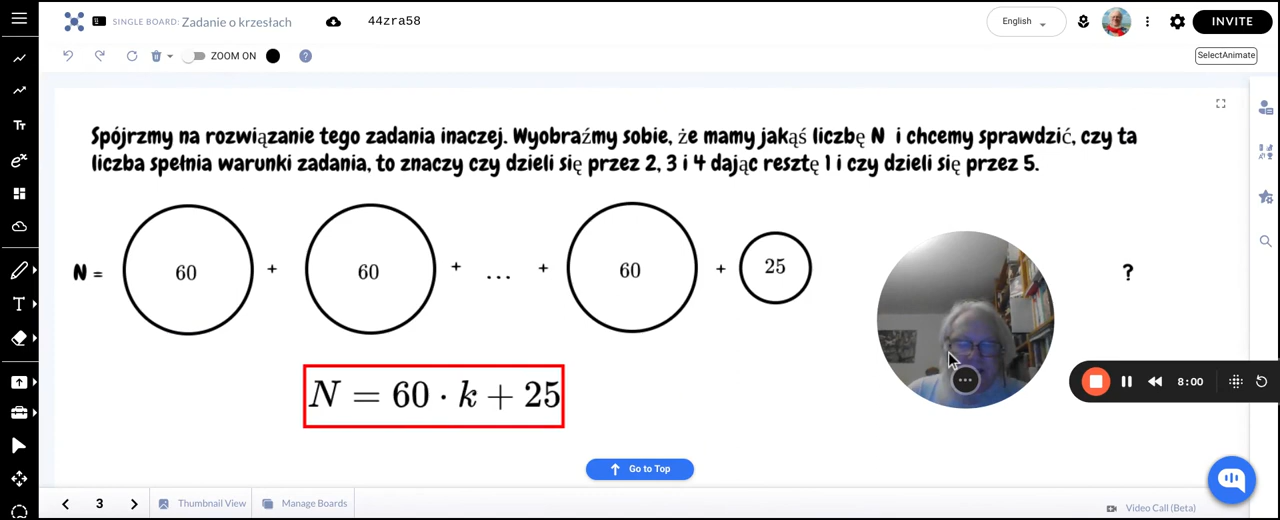 SINGLE BOARD: Zadanie o krzesłach
44zra58
English
INVITE
ZOOM ON
?
SelectAnimate
Spójrzmy na rozwiązanie tego zadania inaczej. Wyobraźmy sobie, że mamy jakąś liczbę N i chcemy sprawdzić, czy ta
liczba spełnia warunki zadania, to znaczy czy dzieli się przez 2, 3 i 4 dając resztę 1 i czy dzieli się przez 5.
N = 60 + 60 + ... + 60 + 25 ?
N = 60 · k + 25
8:00
Go to Top
3 Thumbnail View Manage Boards
Video Call (Beta)
Tт
eˣ
T